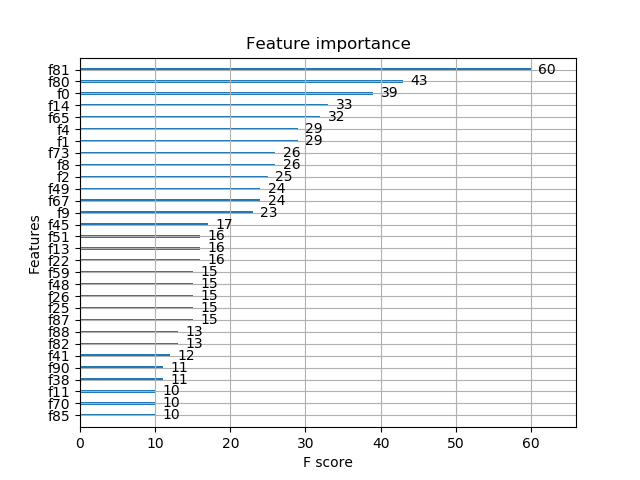 Feature importance
f81 60
f80 43
f0 39
f14 33
f65 32
f4 29
f1 29
f73 26
f8 26
f2 25
f49 24
f67 24
f9 23
f45 17
f51 16
f13 16
f22 16
f59 15
f48 15
f26 15
f25 15
f87 15
f88 13
f82 13
f41 12
f90 11
f38 11
f11 10
f70 10
f85 10
Features
0 10 20 30 40 50 60
F score